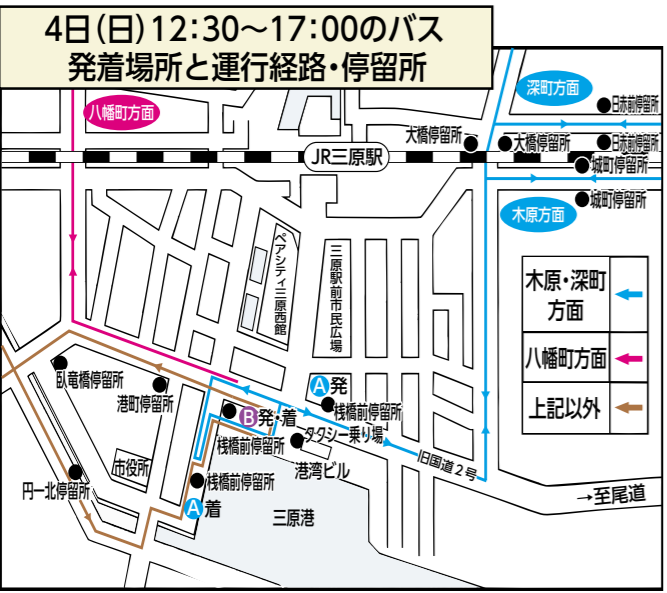 4日(日)12:30～17:00のバス
発着場所と運行経路・停留所
八幡町方面
深町方面
日赤前停留所
大橋停留所
大橋停留所
日赤前停留所
JR三原駅
城町停留所
城町停留所
木原方面
ペアシティ三原西館
三原駅前市民広場
木原・深町
方面
八幡町方面
上記以外
臥竜橋停留所
港町停留所
A発
桟橋前停留所
B発・着
桟橋前停留所
タクシー乗り場
旧国道2号
港湾ビル
市役所
円一北停留所
桟橋前停留所
A着
三原港
→至尾道